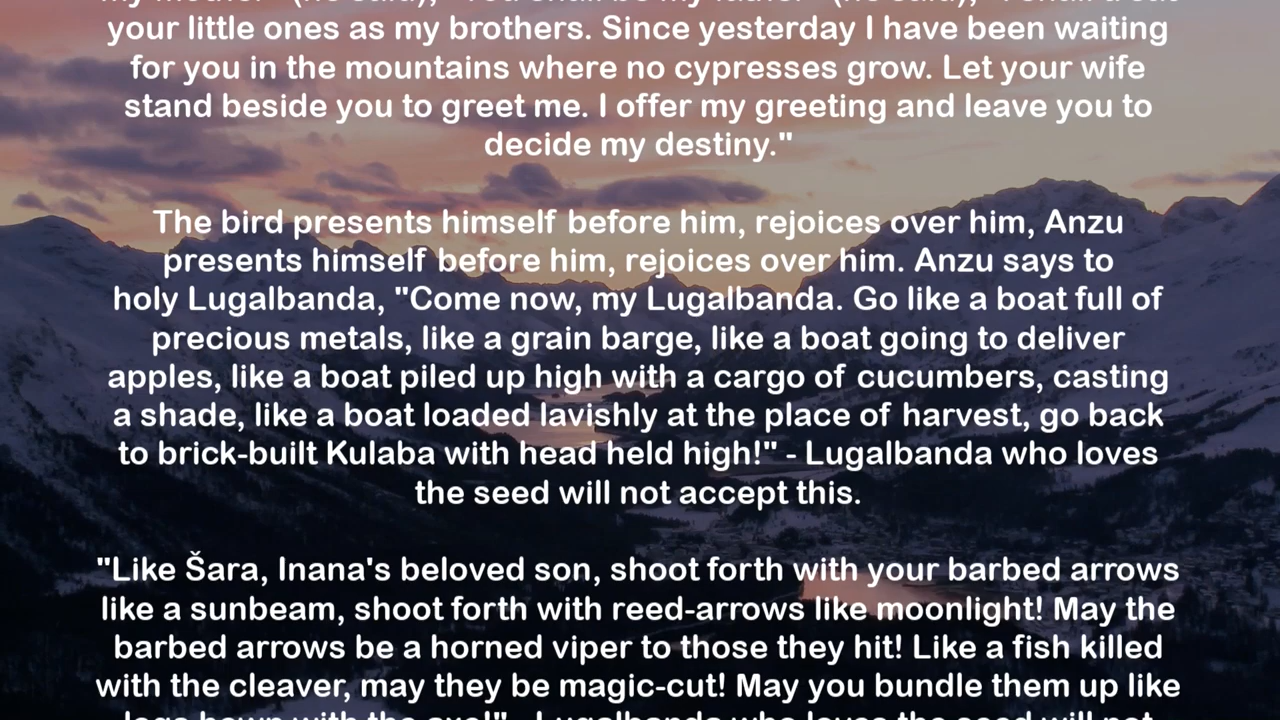 your little ones as my brothers. Since yesterday I have been waiting
for you in the mountains where no cypresses grow. Let your wife
stand beside you to greet me. I offer my greeting and leave you to
decide my destiny."
The bird presents himself before him, rejoices over him, Anzu
presents himself before him, rejoices over him. Anzu says to
holy Lugalbanda, "Come now, my Lugalbanda. Go like a boat full of
precious metals, like a grain barge, like a boat going to deliver
apples, like a boat piled up high with a cargo of cucumbers, casting
a shade, like a boat loaded lavishly at the place of harvest, go back
to brick-built Kulaba with head held high!" - Lugalbanda who loves
the seed will not accept this.
"Like Šara, Inana's beloved son, shoot forth with your barbed arrows
like a sunbeam, shoot forth with reed-arrows like moonlight! May the
barbed arrows be a horned viper to those they hit! Like a fish killed
with the cleaver, may they be magic-cut! May you bundle them up like